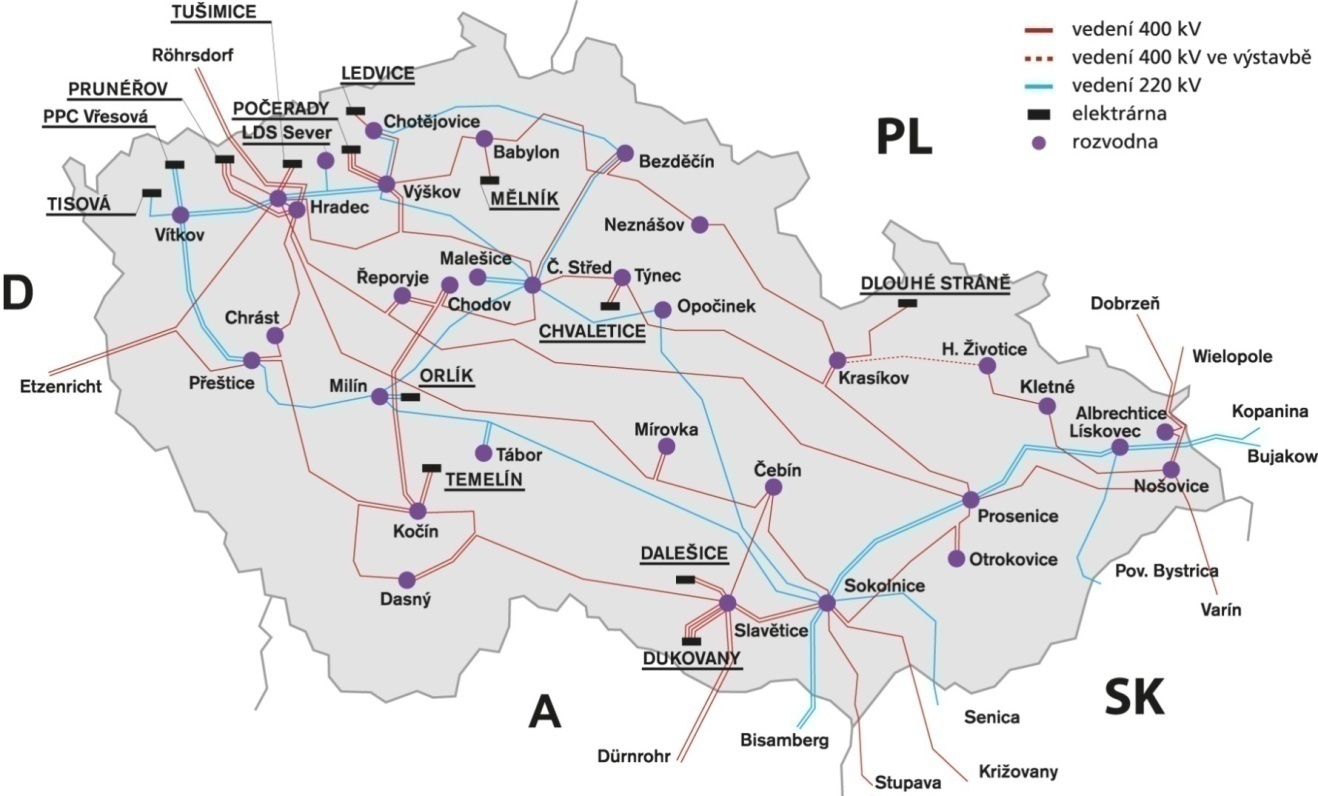 TUŠIMICE
Röhrsdorf
LEDVICE
PRUNÉŘOV
POČERADY
PPC Vřesová
LDS Sever
Chotějovice
Babylon
Bezděčín
PL
vedení 400 kV
vedení 400 kV ve výstavbě
vedení 220 kV
elektrárna
rozvodna
TISOVÁ
Vítkov
Hradec
Výškov
MĚLNÍK
Neznášov
D
Malešice
Č. Střed
Týnec
Řeporyje
Chodov
CHVALETICE
Opočinek
DLOUHÉ STRÁNĚ
Dobrzeň
Chrást
Krasíkov
H. Životice
Wielopole
Etzenricht
Přeštice
Milín
ORLÍK
Kletné
Albrechtice
Lískovec
Kopanina
Bujakow
Mírovka
Tábor
TEMELÍN
Čebín
Nošovice
Kočín
Prosenice
DALEŠICE
Otrokovice
Dasný
Sokolnice
Pov. Bystrica
Slavětice
Varín
DUKOVANY
A
SK
Senica
Dürnrohr
Bisamberg
Stupava
Križovany